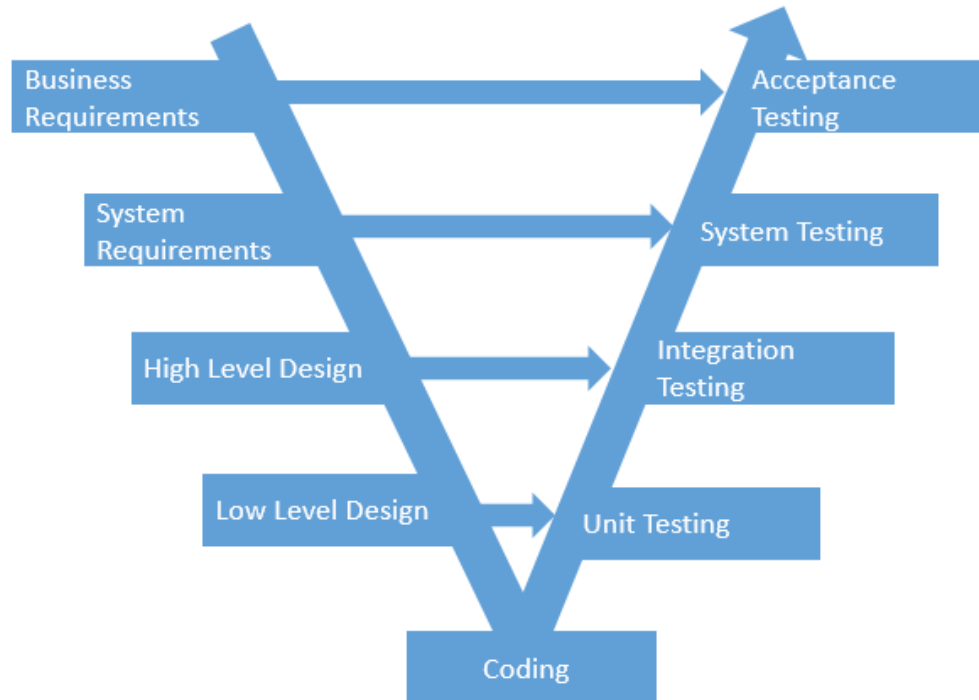 Business
Requirements
Acceptance
Testing
System
Requirements
System Testing
High Level Design
Integration
Testing
Low Level Design
Unit Testing
Coding